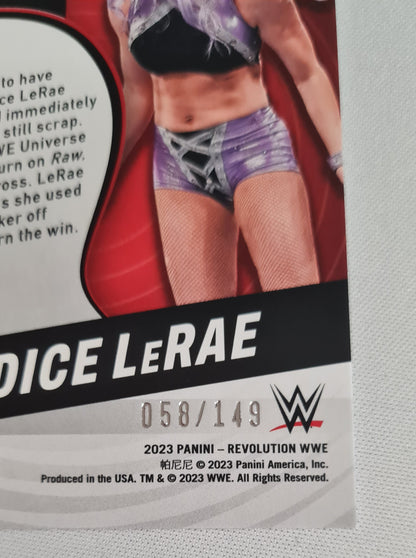 to have
ce LeRae
immediately
still scrap.
WE Universe
urn on Raw.
ross. LeRae
s she used
ker off
rn the win.
DICE LeRAE
058/149
W
2023 PANINI – REVOLUTION WWE
帕尼尼 © 2023 Panini America, Inc.
Produced in the USA. TM & © 2023 WWE. All Rights Reserved.